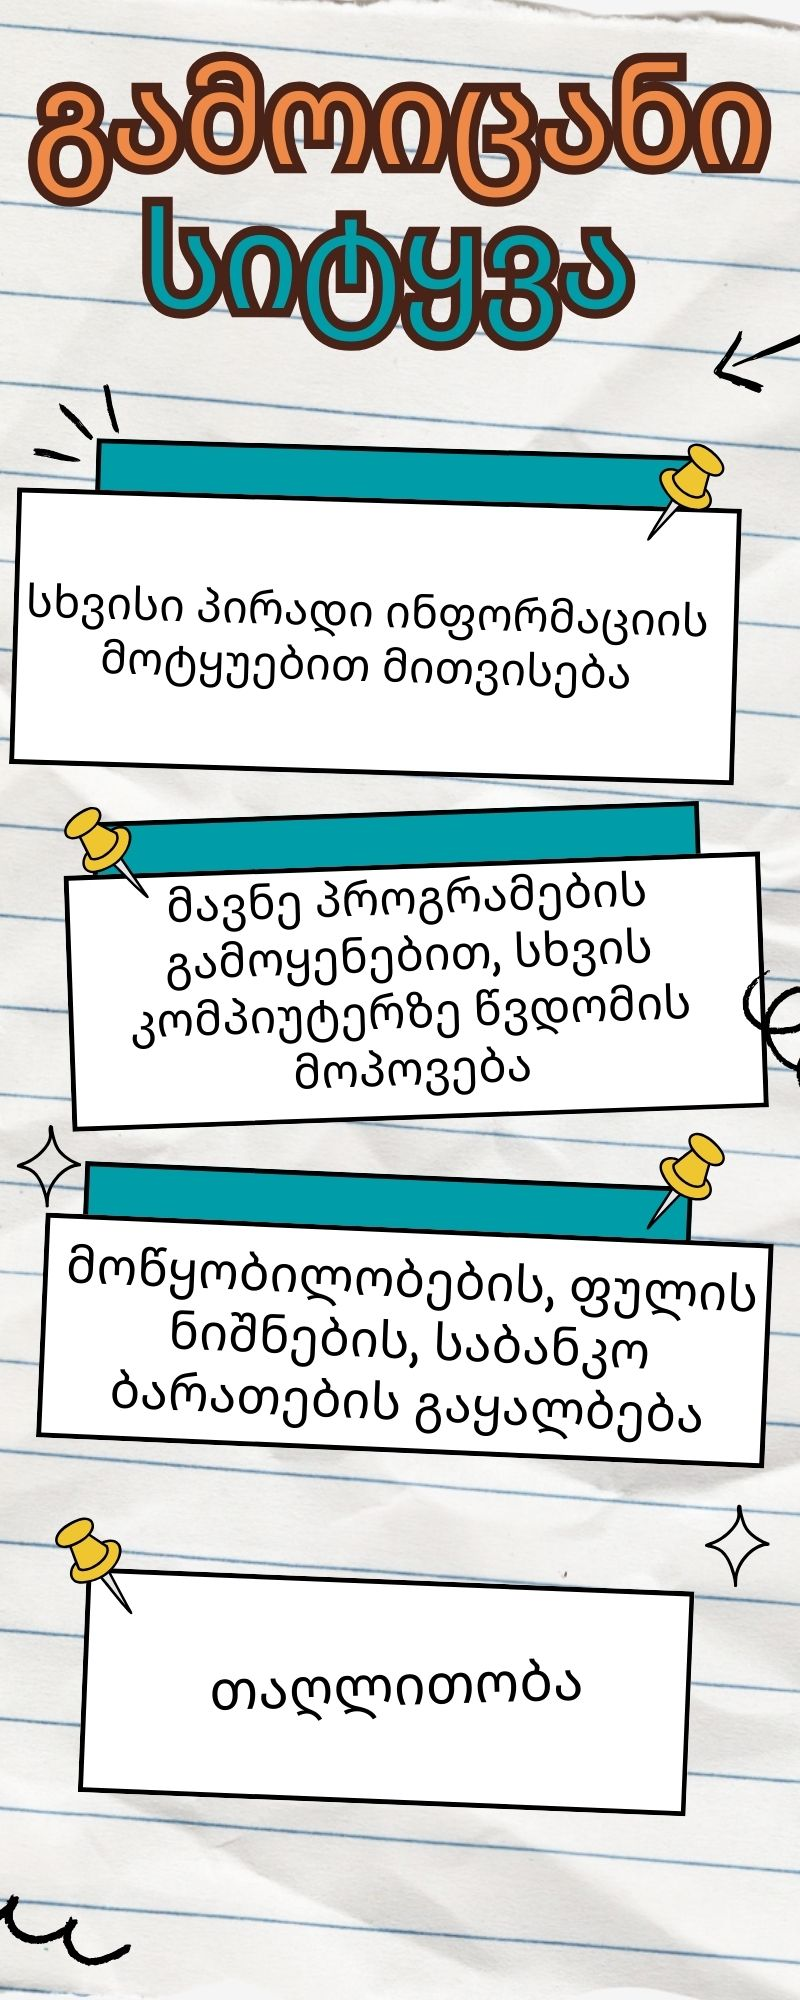 გამოიცანი
სიტყვა
სხვისი პირადი ინფორმაციის
მოტყუებით მითვისება
მავნე პროგრამების
გამოყენებით, სხვის
კომპიუტერზე წვდომის
მოპოვება
მოწყობილობების, ფულის
ნიშნების, საბანკო
ბარათების გაყალბება
თაღლითობა